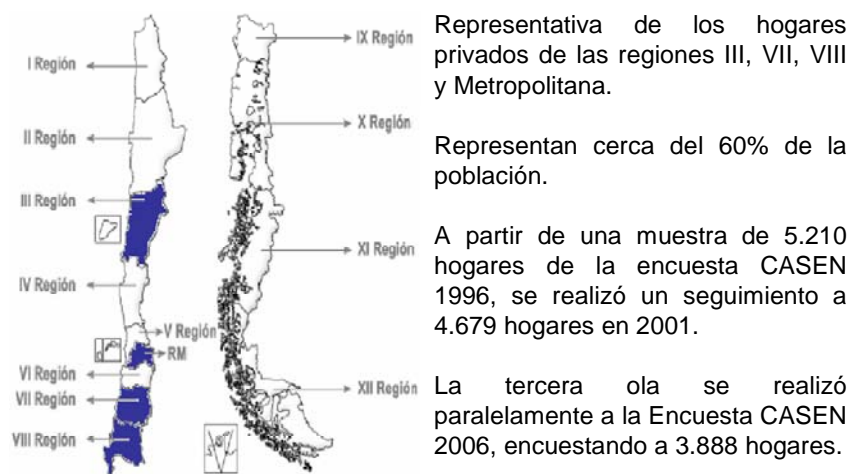 I Región
II Región
III Región
IV Región
V Región
RM
VI Región
VII Región
VIII Región
IX Región
X Región
XI Región
XII Región
Representativa de los hogares
privados de las regiones III, VII, VIII
y Metropolitana.
Representan cerca del 60% de la
población.
A partir de una muestra de 5.210
hogares de la encuesta CASEN
1996, se realizó un seguimiento a
4.679 hogares en 2001.
La tercera ola se realizó
paralelamente a la Encuesta CASEN
2006, encuestando a 3.888 hogares.